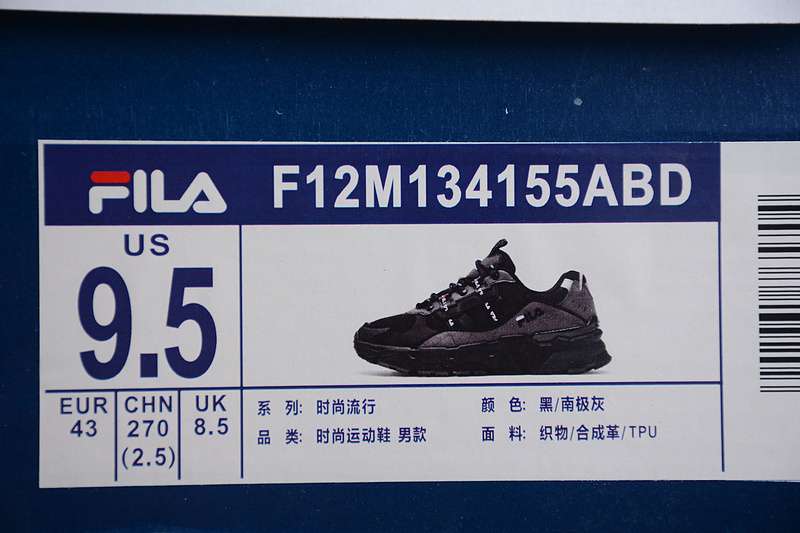 FILA F12M134155ABD
US
9.5
EUR
43
CHN
270
(2.5)
UK
8.5
系 列: 时尚流行
品 类: 时尚运动鞋 男款
颜 色: 黑/南极灰
面 料: 织物/合成革/TPU
FILA